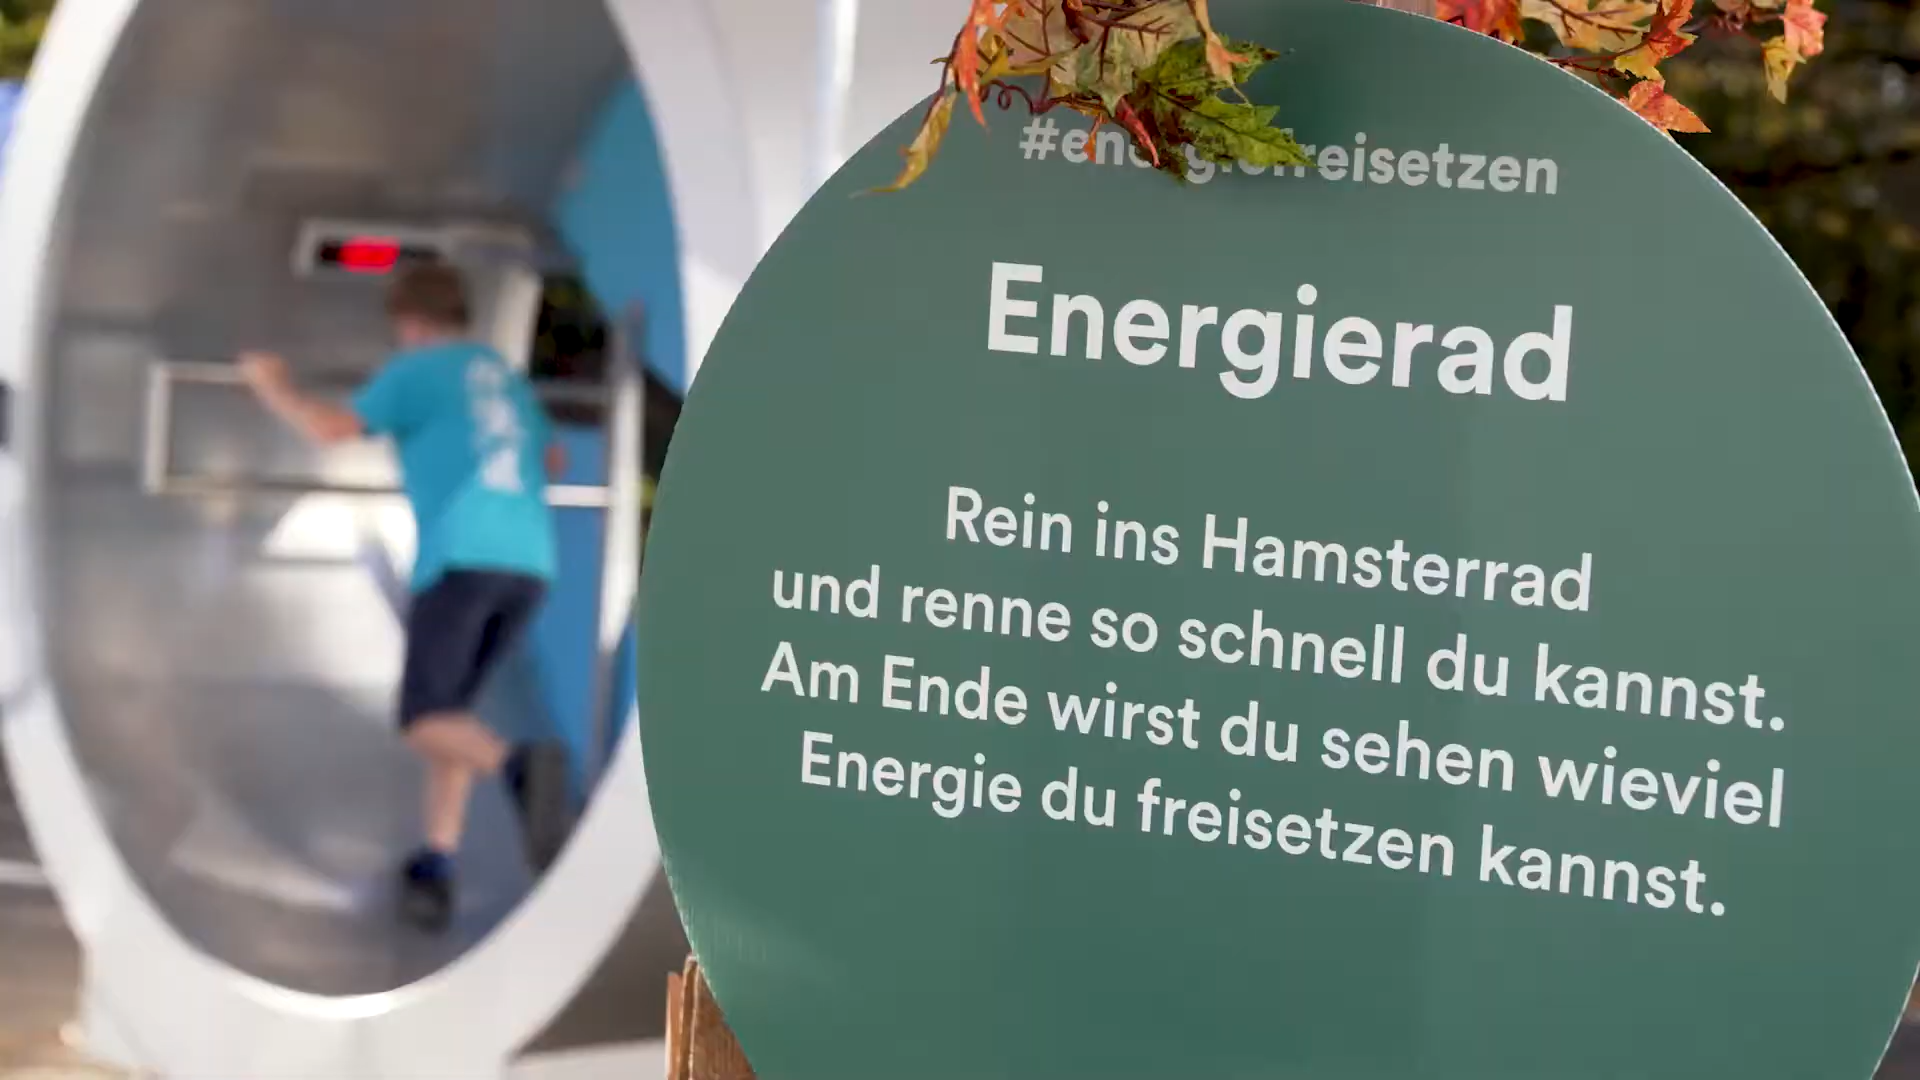 #energiefreisetzen
Energierad
Rein ins Hamsterrad
und renne so schnell du kannst.
Am Ende wirst du sehen wieviel
Energie du freisetzen kannst.